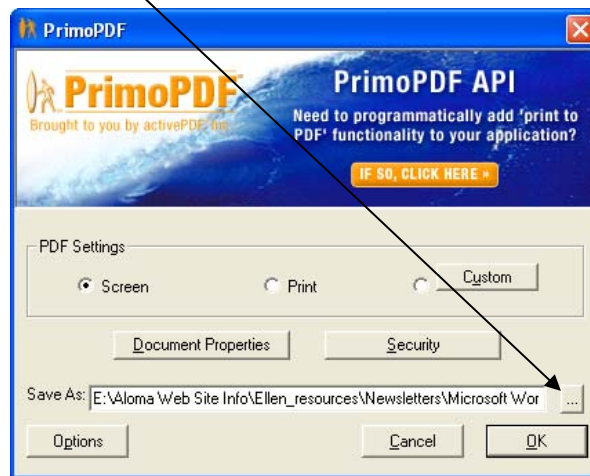 PrimoPDF
PrimoPDF
Brought to you by activePDF Inc
PrimoPDF API
Need to programmatically add 'print to
PDF' functionality to your application?
IF SO, CLICK HERE »
PDF Settings
Screen
Print
Custom
Document Properties
Security
Save As: E:\Aloma Web Site Info\Ellen_resources\Newsletters\Microsoft Wor ...
Options
Cancel
OK